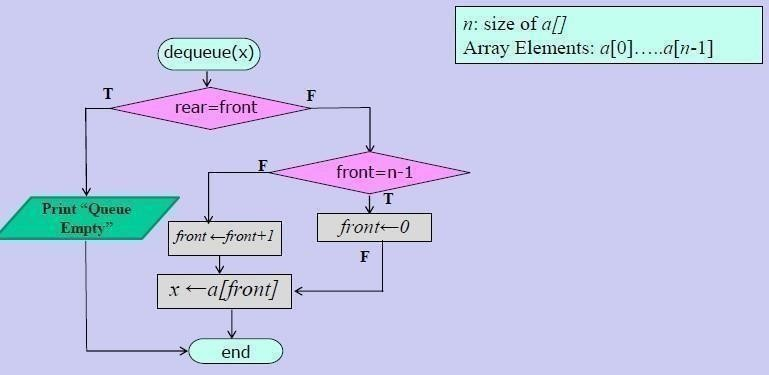 n: size of a[]
Array Elements: a[0]…..a[n-1]
dequeue(x)
T
F
rear=front
F
front=n-1
T
Print “Queue
Empty”
front ←front+1
front←0
F
x ←a[front]
end